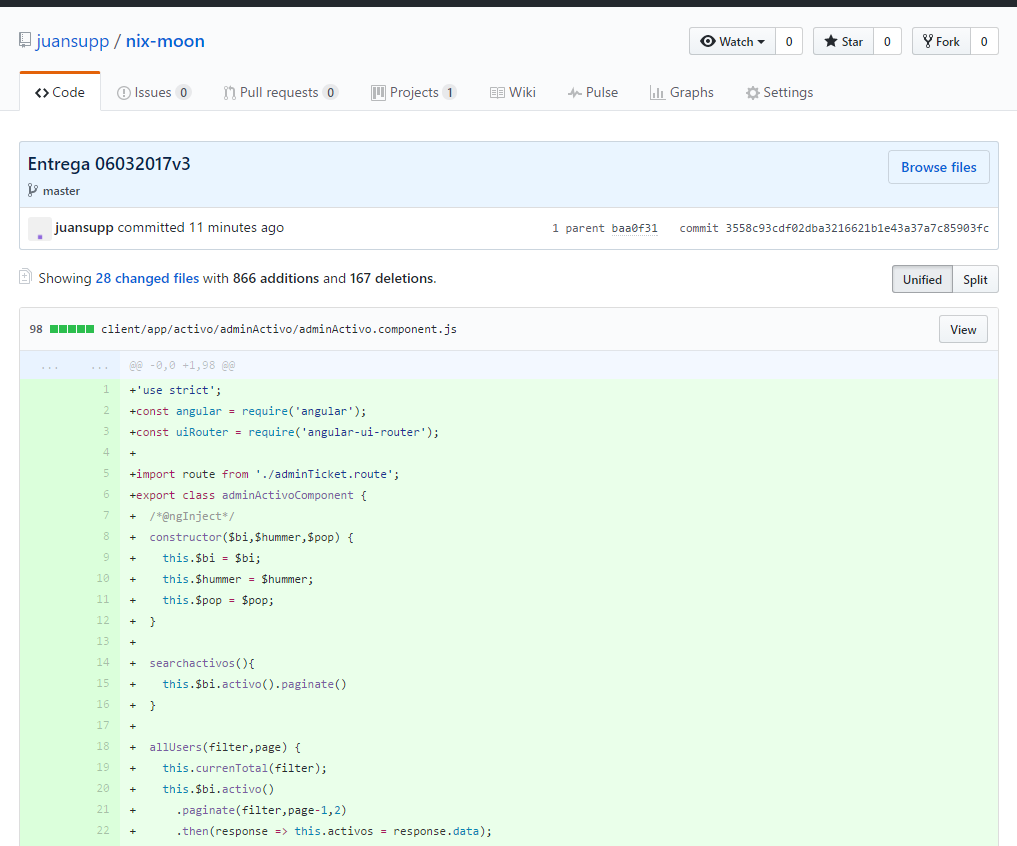 juansupp / nix-moon
Watch 0 Star 0 Fork 0
Code Issues 0 Pull requests 0 Projects 1 Wiki Pulse Graphs Settings
Entrega 06032017v3
Browse files
master
juansupp committed 11 minutes ago 1 parent baa0f31 commit 3558c93cdf02dba3216621b1e43a37a7c85903fc
Showing 28 changed files with 866 additions and 167 deletions.
Unified Split
98 client/app/activo/adminActivo/adminActivo.component.js View
... ... @@ -0,0 +1,98 @@
1 +'use strict';
2 +const angular = require('angular');
3 +const uiRouter = require('angular-ui-router');
4 +
5 +import route from './adminTicket.route';
6 +export class adminActivoComponent {
7 + /*@ngInject*/
8 + constructor($bi,$hummer,$pop) {
9 + this.$bi = $bi;
10 + this.$hummer = $hummer;
11 + this.$pop = $pop;
12 + }
13 +
14 + searchactivos(){
15 + this.$bi.activo().paginate()
16 + }
17 +
18 + allUsers(filter,page) {
19 + this.currenTotal(filter);
20 + this.$bi.activo()
21 + .paginate(filter,page-1,2)
22 + .then(response => this.activos = response.data);